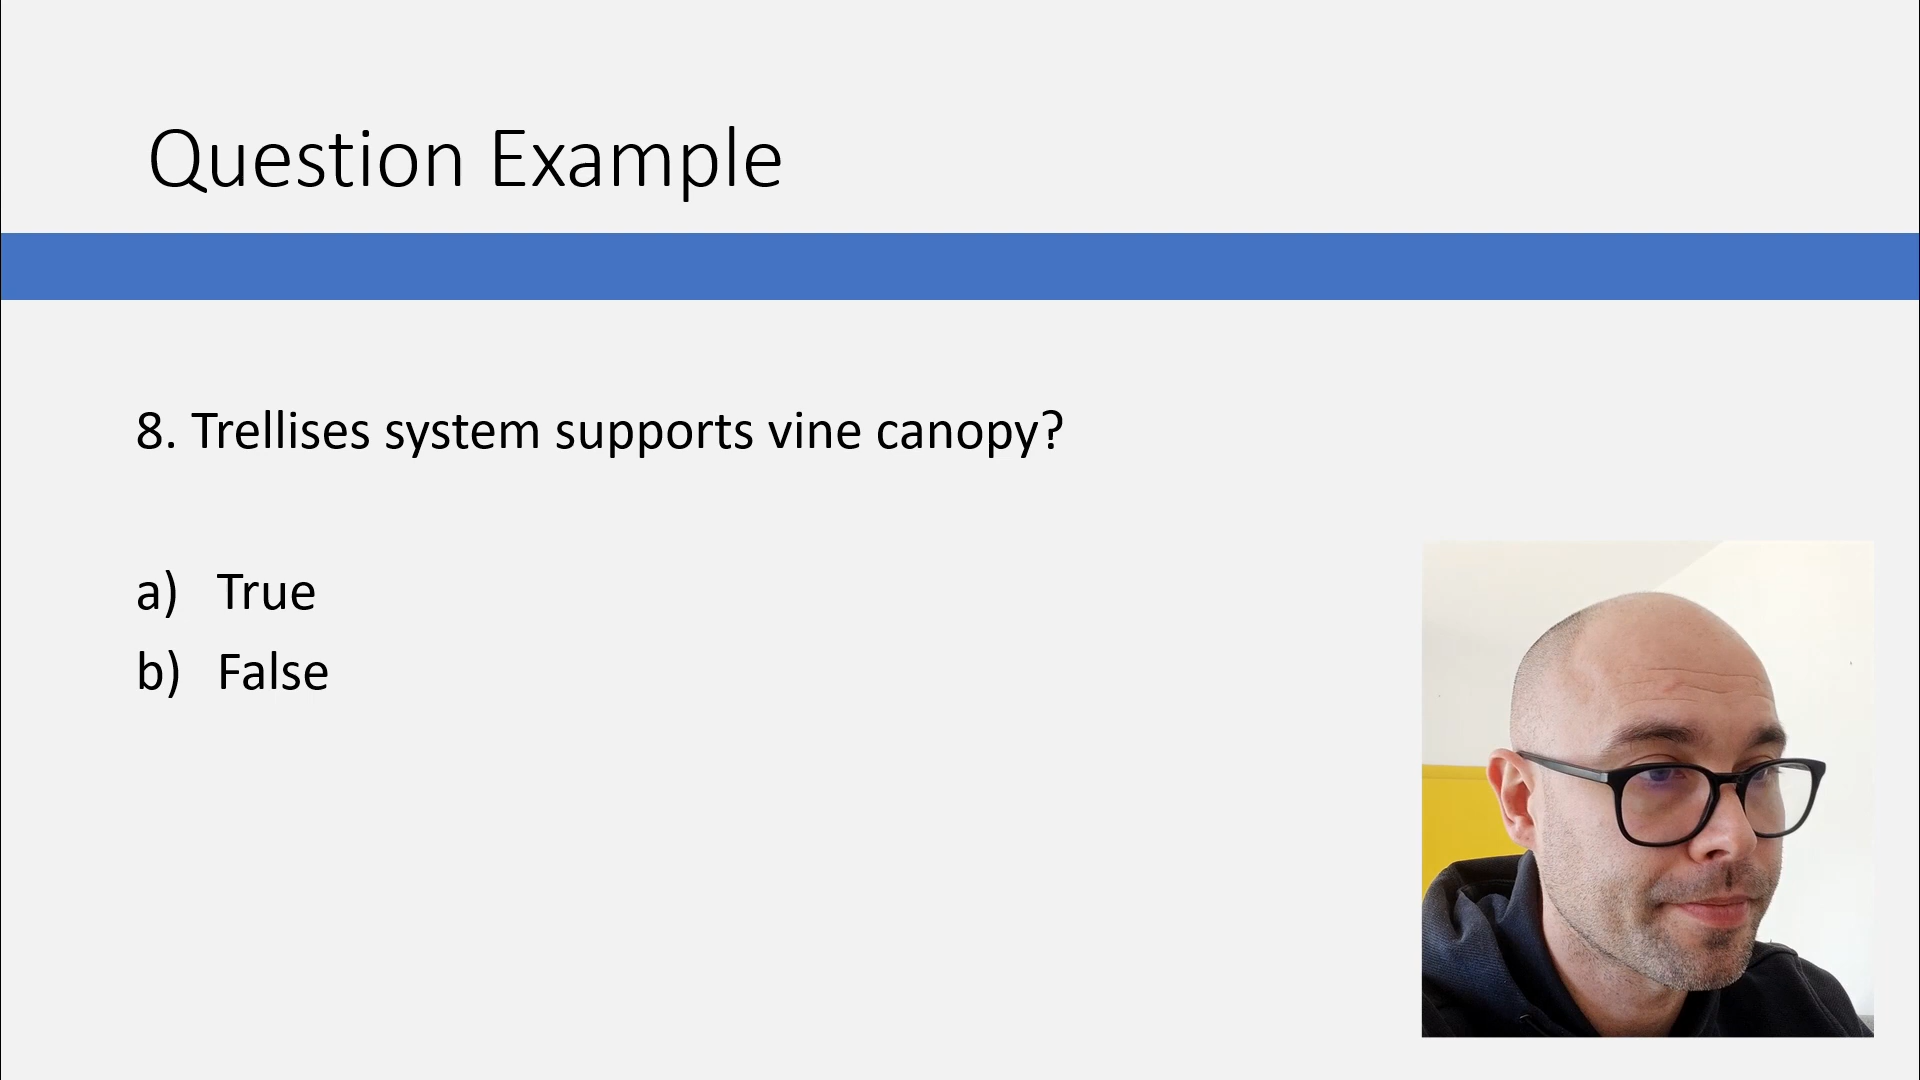 Question Example
8. Trellises system supports vine canopy?
a) True
b) False